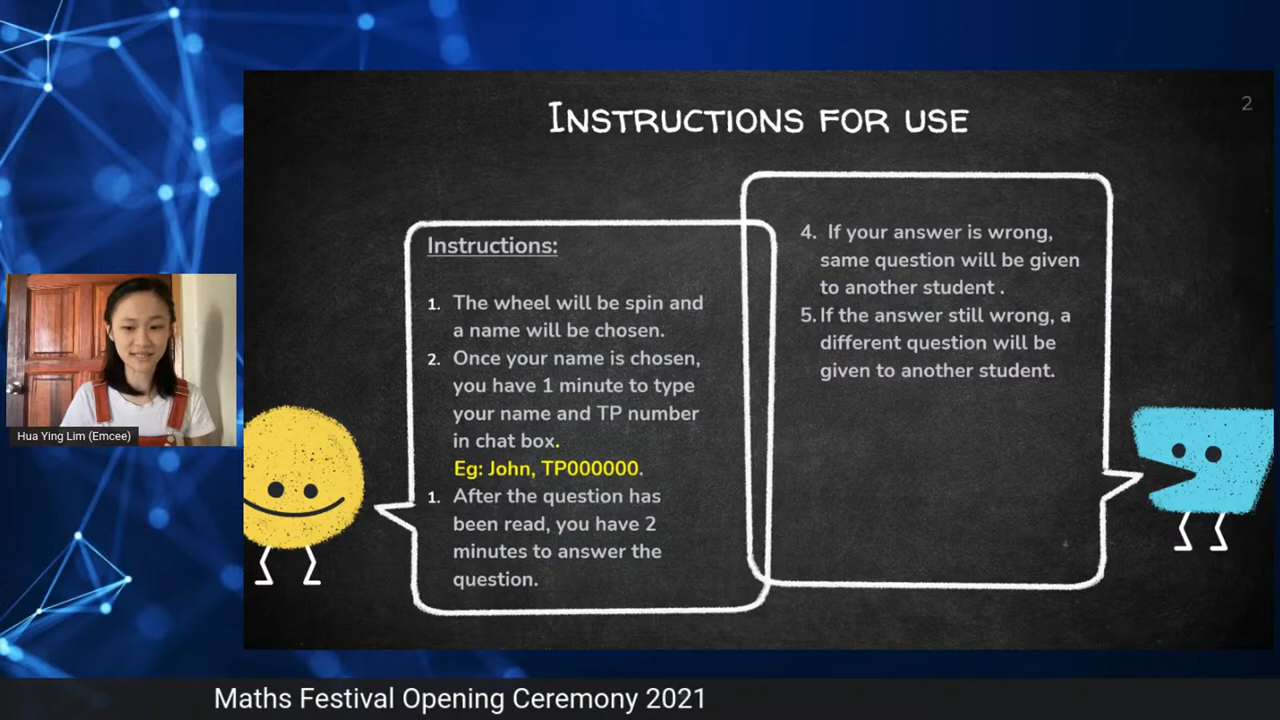 INSTRUCTIONS FOR USE
2
Instructions:
1. The wheel will be spin and
a name will be chosen.
2. Once your name is chosen,
you have 1 minute to type
your name and TP number
in chat box.
Eg: John, TP000000.
1. After the question has
been read, you have 2
minutes to answer the
question.
4. If your answer is wrong,
same question will be given
to another student .
5. If the answer still wrong, a
different question will be
given to another student.
Hua Ying Lim (Emcee)
Maths Festival Opening Ceremony 2021